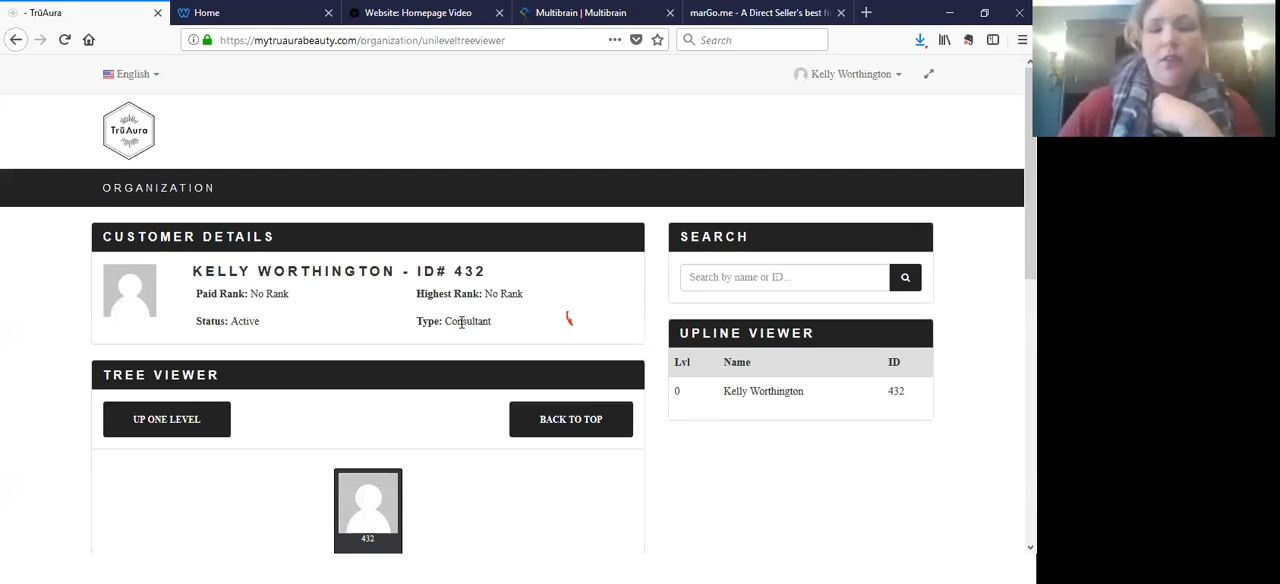 - TrūAura
Home
Website: Homepage Video
Multibrain | Multibrain
marGo.me - A Direct Seller's best fr
https://mytruaurabeauty.com/organization/unileveltreeviewer
Search
English
Kelly Worthington
TrūAura
ORGANIZATION
CUSTOMER DETAILS
KELLY WORTHINGTON - ID# 432
Paid Rank: No Rank
Highest Rank: No Rank
Status: Active
Type: Consultant
TREE VIEWER
UP ONE LEVEL
BACK TO TOP
432
SEARCH
Search by name or ID...
UPLINE VIEWER
Lvl Name ID
0 Kelly Worthington 432